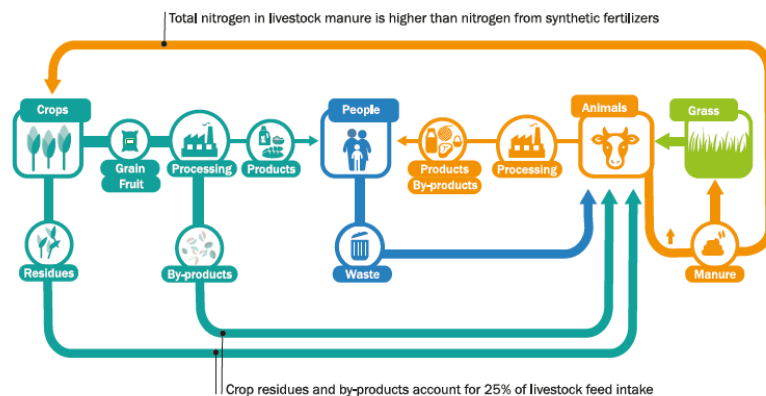 Total nitrogen in livestock manure is higher than nitrogen from synthetic fertilizers
Crops
People
Animals
Grass
Grain
Fruit
Processing
Products
Products
By-products
Processing
Residues
By-products
Waste
Manure
Crop residues and by-products account for 25% of livestock feed intake